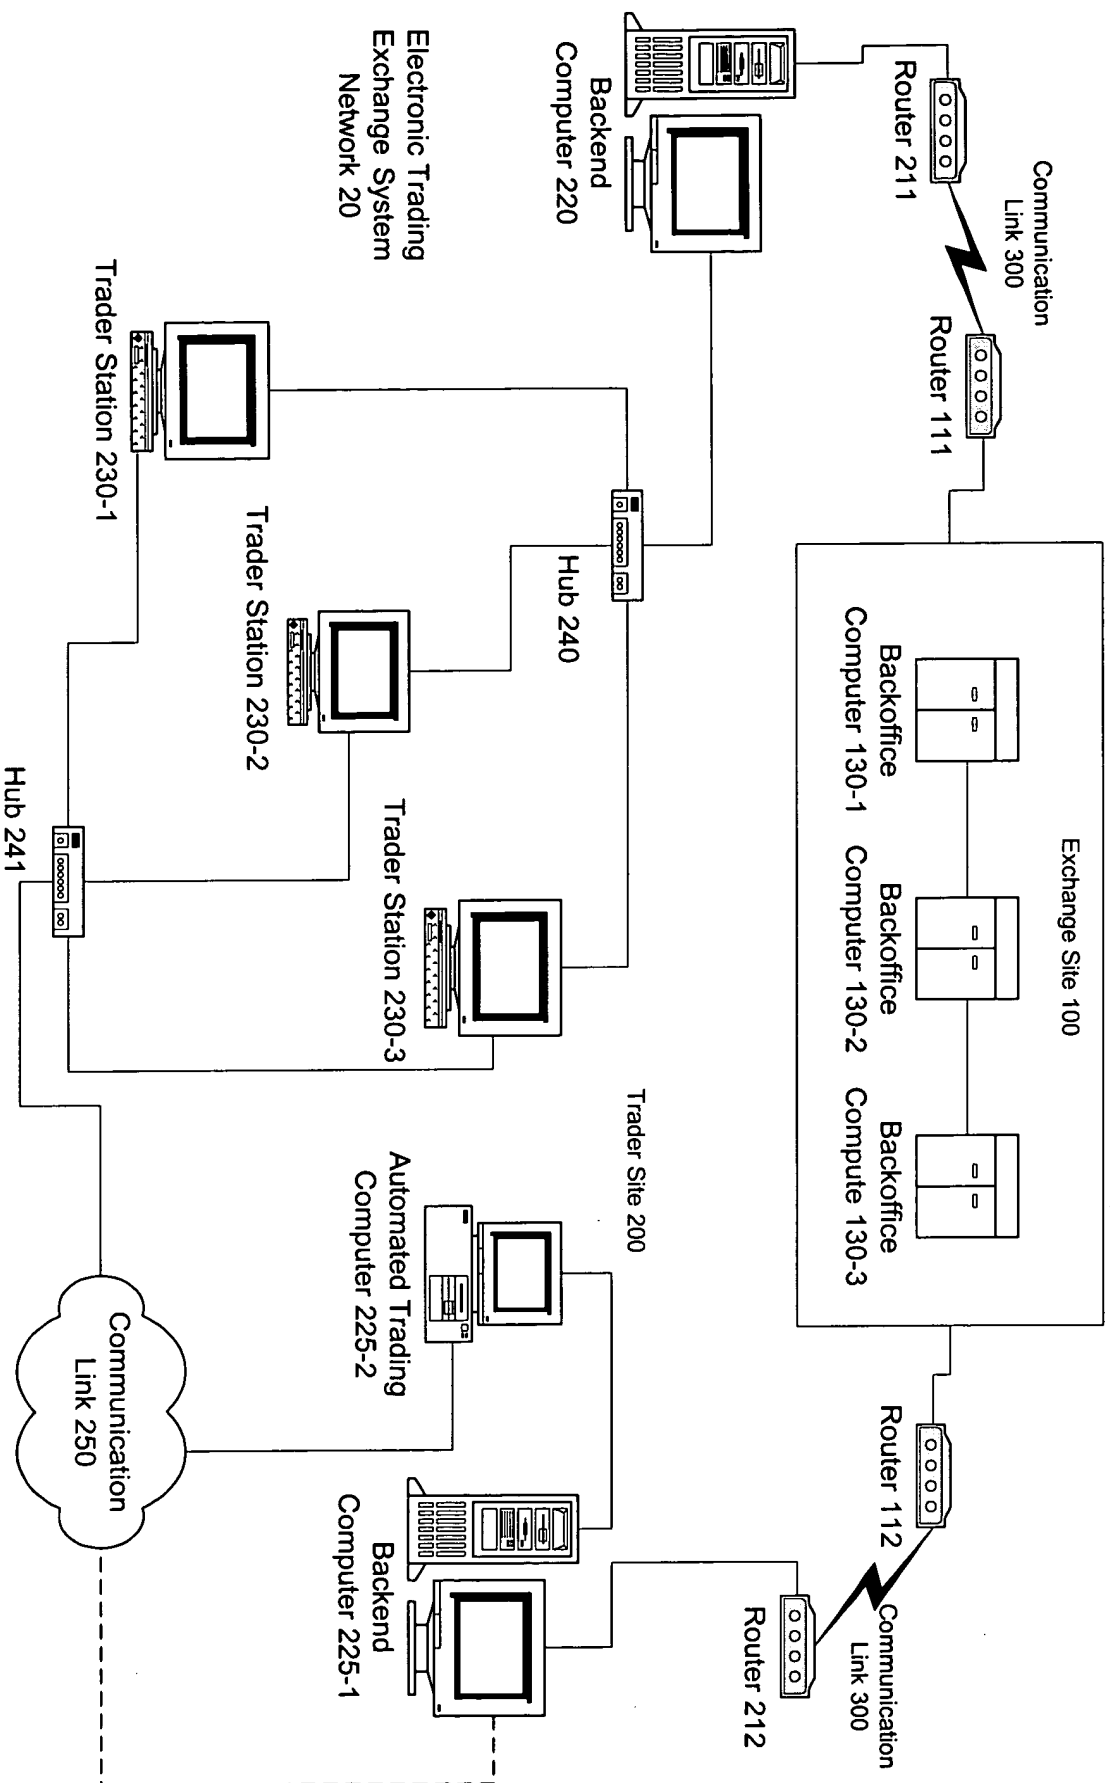 Exchange Site 100
Backoffice
Computer 130-1
Backoffice
Computer 130-2
Backoffice
Compute 130-3
Communication
Link 300
Router 211
Router 111
Router 112
Communication
Link 300
Router 212
Backend
Computer 220
Hub 240
Trader Site 200
Electronic Trading
Exchange System
Network 20
Trader Station 230-1
Trader Station 230-2
Trader Station 230-3
Automated Trading
Computer 225-2
Backend
Computer 225-1
Hub 241
Communication
Link 250